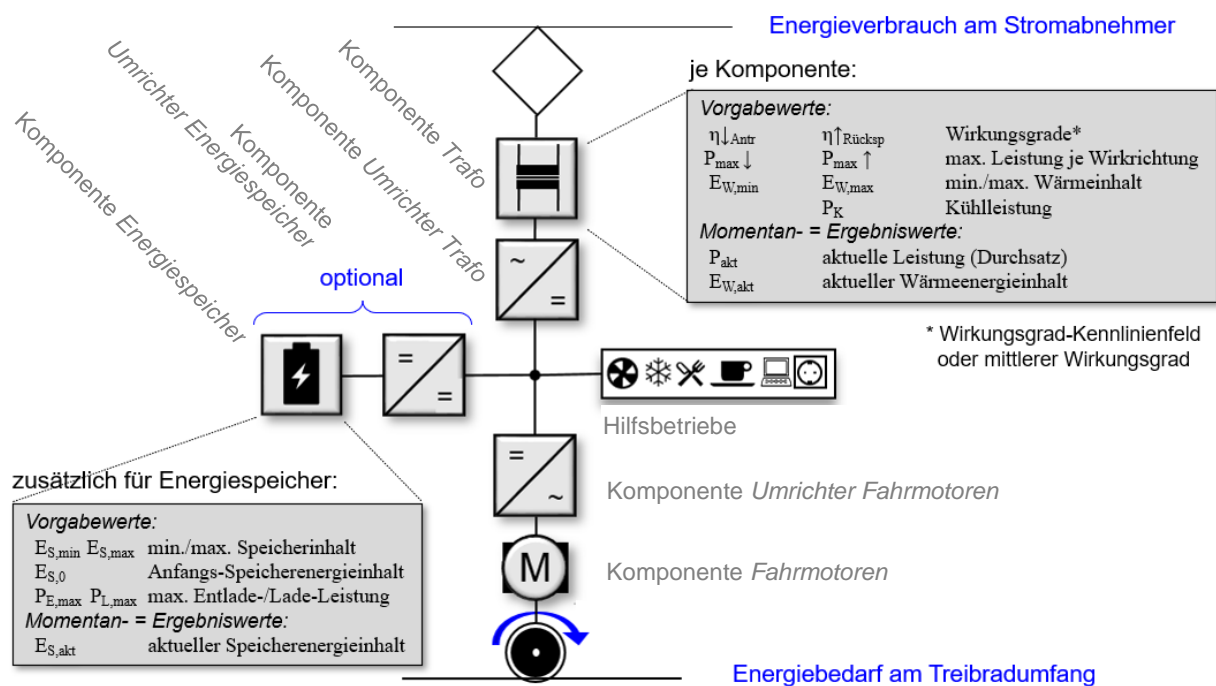 Energieverbrauch am Stromabnehmer
je Komponente:
Vorgabewerte:
η↓Antr η↑Rücksp Wirkungsgrade*
Pmax ↓ Pmax ↑ max. Leistung je Wirkrichtung
EW,min EW,max min./max. Wärmeinhalt
PK Kühlleistung
Momentan- = Ergebniswerte:
Pakt aktuelle Leistung (Durchsatz)
EW,akt aktueller Wärmeenergieinhalt
* Wirkungsgrad-Kennlinienfeld
oder mittlerer Wirkungsgrad
Komponente Trafo
Komponente Umrichter Trafo
Komponente
Umrichter Energiespeicher
Komponente Energiespeicher
optional
~
=
=
=
Hilfsbetriebe
=
~
Komponente Umrichter Fahrmotoren
M
Komponente Fahrmotoren
zusätzlich für Energiespeicher:
Vorgabewerte:
ES,min ES,max min./max. Speicherinhalt
ES,0 Anfangs-Speicherenergieinhalt
PE,max PL,max max. Entlade-/Lade-Leistung
Momentan- = Ergebniswerte:
ES,akt aktueller Speicherenergieinhalt
Energiebedarf am Treibradumfang